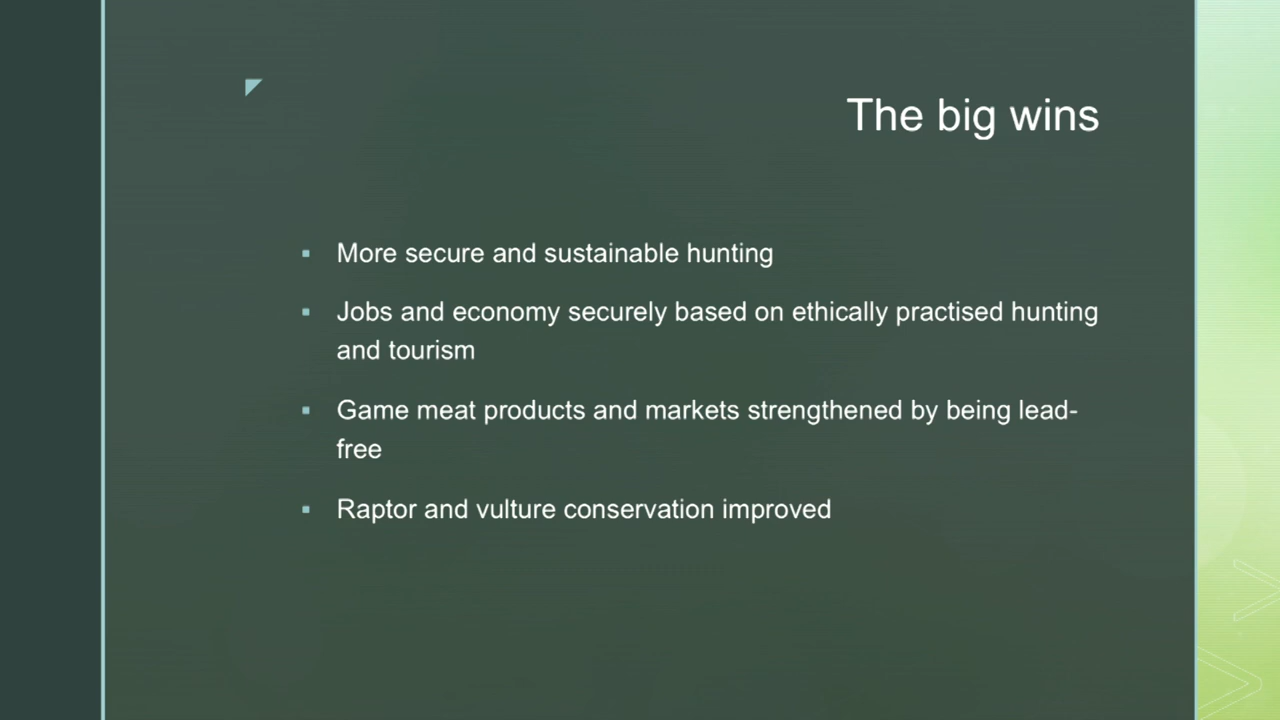 The big wins
▪ More secure and sustainable hunting
▪ Jobs and economy securely based on ethically practised hunting
and tourism
▪ Game meat products and markets strengthened by being lead-
free
▪ Raptor and vulture conservation improved